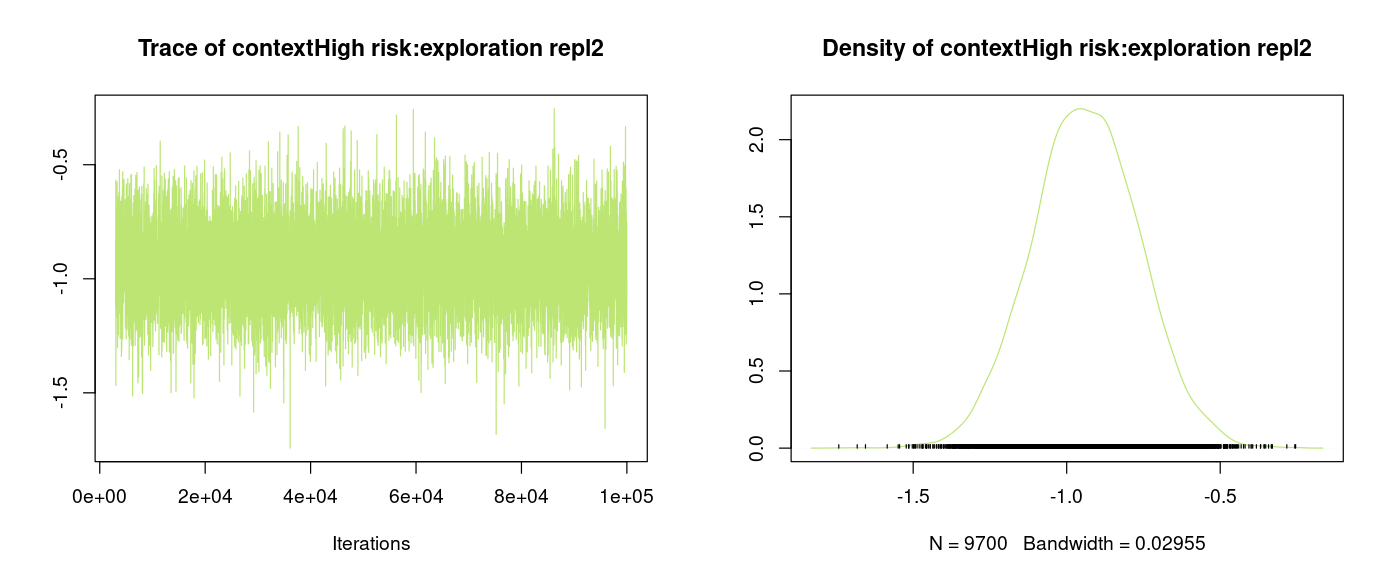 Trace of contextHigh risk:exploration repl2
-0.5
-1.0
-1.5
0e+00 2e+04 4e+04 6e+04 8e+04 1e+05
Iterations
Density of contextHigh risk:exploration repl2
2.0
1.5
1.0
0.5
0.0
-1.5 -1.0 -0.5
N = 9700 Bandwidth = 0.02955